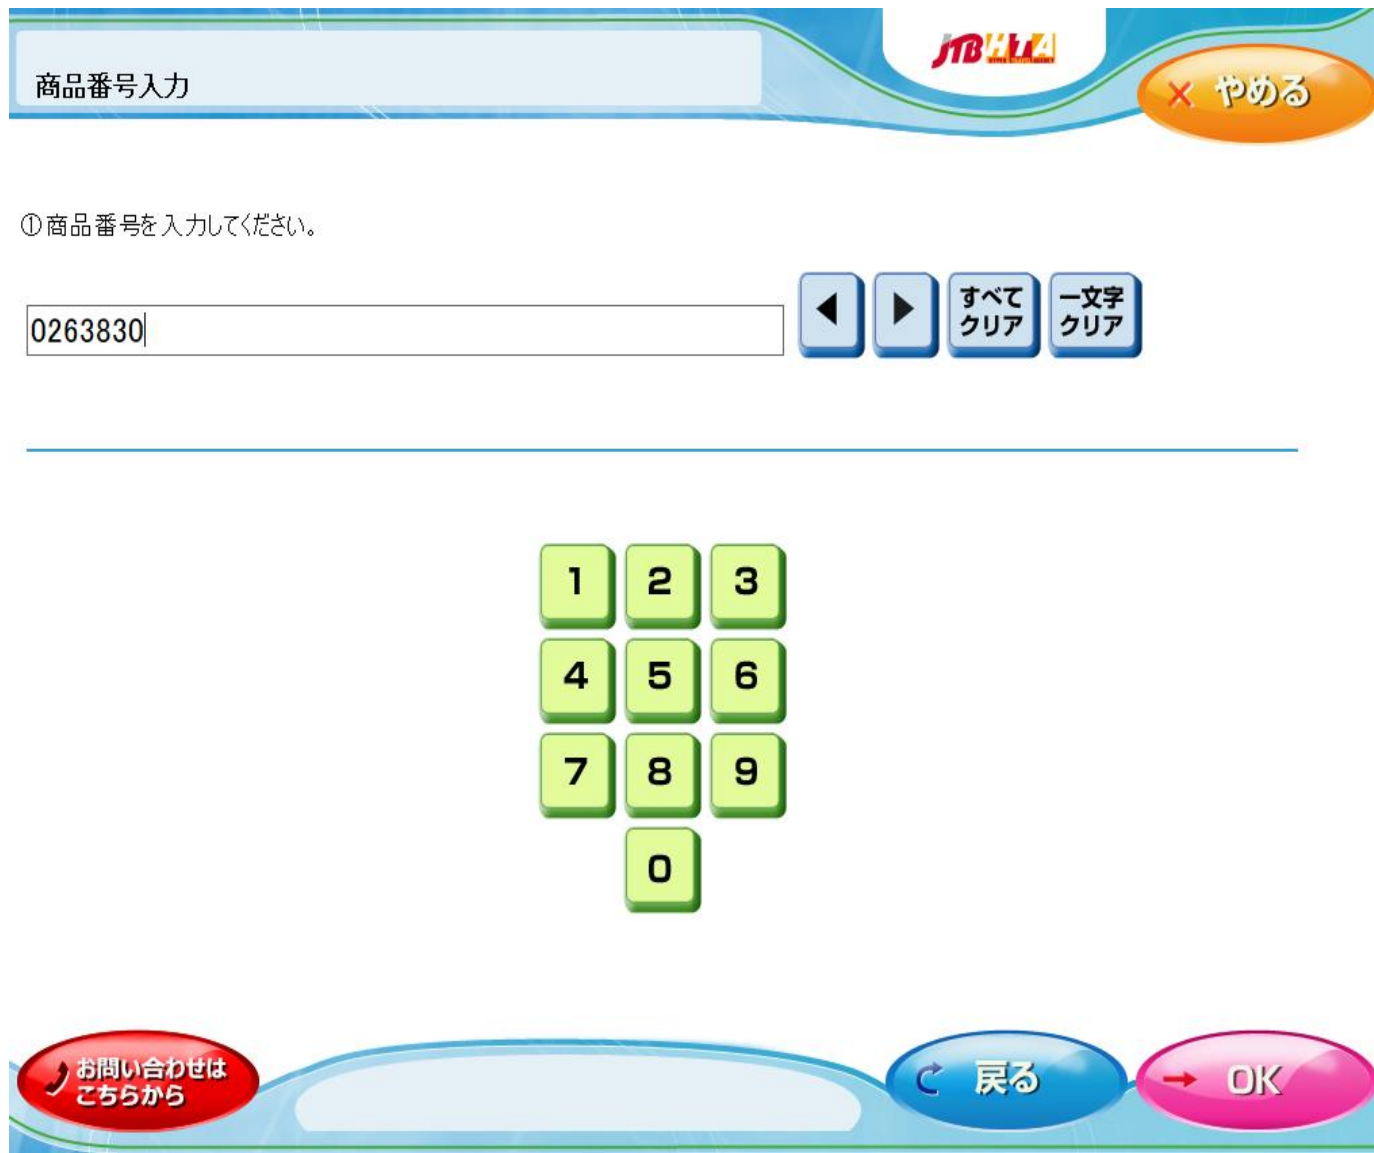 商品番号入力
JTB HTA
× やめる
①商品番号を入力してください。
0263830
◀
▶
すべて
クリア
一文字
クリア
1 2 3
4 5 6
7 8 9
0
お問い合わせは
こちらから
戻る
→ OK